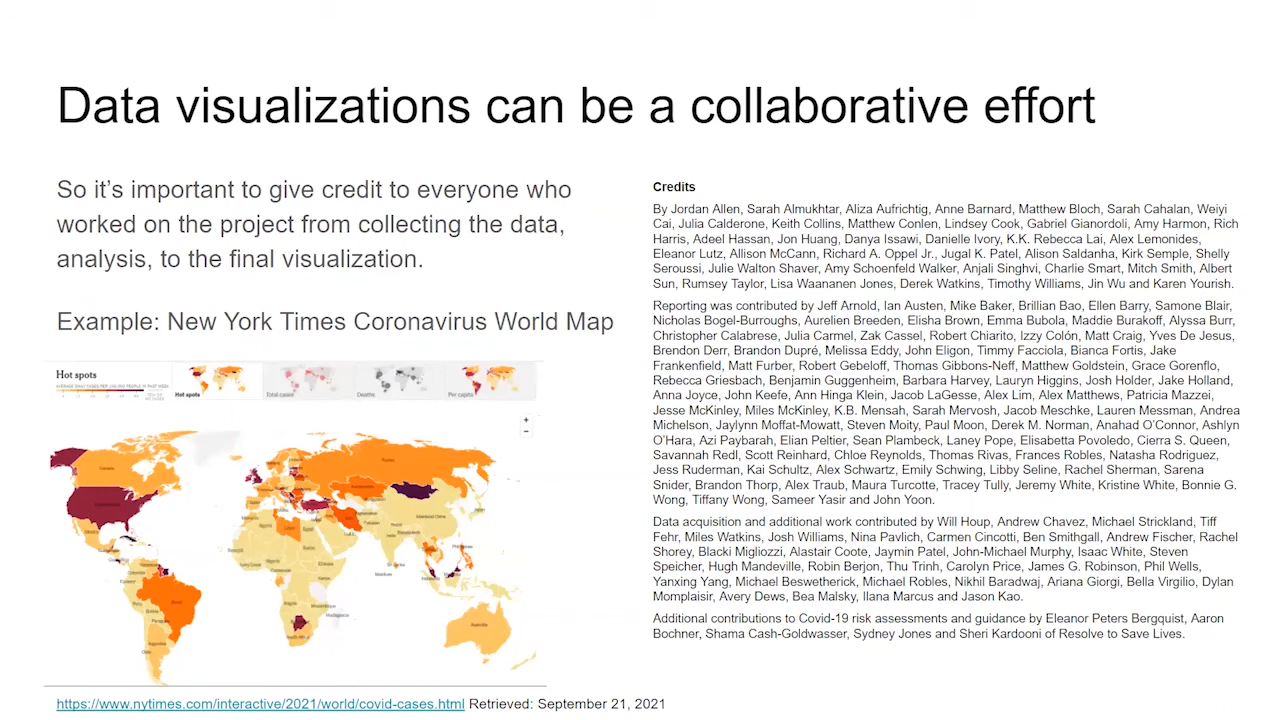 Data visualizations can be a collaborative effort
So it’s important to give credit to everyone who
worked on the project from collecting the data,
analysis, to the final visualization.
Example: New York Times Coronavirus World Map
Hot spots
AVERAGE DAILY CASES PER 100,000 PEOPLE IN PAST WEEK
Hot spots
Total cases
Deaths
Per capita
+
−
https://www.nytimes.com/interactive/2021/world/covid-cases.html Retrieved: September 21, 2021
Credits
By Jordan Allen, Sarah Almukhtar, Aliza Aufrichtig, Anne Barnard, Matthew Bloch, Sarah Cahalan, Weiyi
Cai, Julia Calderone, Keith Collins, Matthew Conlen, Lindsey Cook, Gabriel Gianordoli, Amy Harmon, Rich
Harris, Adeel Hassan, Jon Huang, Danya Issawi, Danielle Ivory, K.K. Rebecca Lai, Alex Lemonides,
Eleanor Lutz, Allison McCann, Richard A. Oppel Jr., Jugal K. Patel, Alison Saldanha, Kirk Semple, Shelly
Seroussi, Julie Walton Shaver, Amy Schoenfeld Walker, Anjali Singhvi, Charlie Smart, Mitch Smith, Albert
Sun, Rumsey Taylor, Lisa Waananen Jones, Derek Watkins, Timothy Williams, Jin Wu and Karen Yourish.
Reporting was contributed by Jeff Arnold, Ian Austen, Mike Baker, Brillian Bao, Ellen Barry, Samone Blair,
Nicholas Bogel-Burroughs, Aurelien Breeden, Elisha Brown, Emma Bubola, Maddie Burakoff, Alyssa Burr,
Christopher Calabrese, Julia Carmel, Zak Cassel, Robert Chiarito, Izzy Colón, Matt Craig, Yves De Jesus,
Brendon Derr, Brandon Dupré, Melissa Eddy, John Eligon, Timmy Facciola, Bianca Fortis, Jake
Frankenfield, Matt Furber, Robert Gebeloff, Thomas Gibbons-Neff, Matthew Goldstein, Grace Gorenflo,
Rebecca Griesbach, Benjamin Guggenheim, Barbara Harvey, Lauryn Higgins, Josh Holder, Jake Holland,
Anna Joyce, John Keefe, Ann Hinga Klein, Jacob LaGesse, Alex Lim, Alex Matthews, Patricia Mazzei,
Jesse McKinley, Miles McKinley, K.B. Mensah, Sarah Mervosh, Jacob Meschke, Lauren Messman, Andrea
Michelson, Jaylynn Moffat-Mowatt, Steven Moity, Paul Moon, Derek M. Norman, Anahad O’Connor, Ashlyn
O’Hara, Azi Paybarah, Elian Peltier, Sean Plambeck, Laney Pope, Elisabetta Povoledo, Cierra S. Queen,
Savannah Redl, Scott Reinhard, Chloe Reynolds, Thomas Rivas, Frances Robles, Natasha Rodriguez,
Jess Ruderman, Kai Schultz, Alex Schwartz, Emily Schwing, Libby Seline, Rachel Sherman, Sarena
Snider, Brandon Thorp, Alex Traub, Maura Turcotte, Tracey Tully, Jeremy White, Kristine White, Bonnie G.
Wong, Tiffany Wong, Sameer Yasir and John Yoon.
Data acquisition and additional work contributed by Will Houp, Andrew Chavez, Michael Strickland, Tiff
Fehr, Miles Watkins, Josh Williams, Nina Pavlich, Carmen Cincotti, Ben Smithgall, Andrew Fischer, Rachel
Shorey, Blacki Migliozzi, Alastair Coote, Jaymin Patel, John-Michael Murphy, Isaac White, Steven
Speicher, Hugh Mandeville, Robin Berjon, Thu Trinh, Carolyn Price, James G. Robinson, Phil Wells,
Yanxing Yang, Michael Beswetherick, Michael Robles, Nikhil Baradwaj, Ariana Giorgi, Bella Virgilio, Dylan
Momplaisir, Avery Dews, Bea Malsky, Ilana Marcus and Jason Kao.
Additional contributions to Covid-19 risk assessments and guidance by Eleanor Peters Bergquist, Aaron
Bochner, Shama Cash-Goldwasser, Sydney Jones and Sheri Kardooni of Resolve to Save Lives.